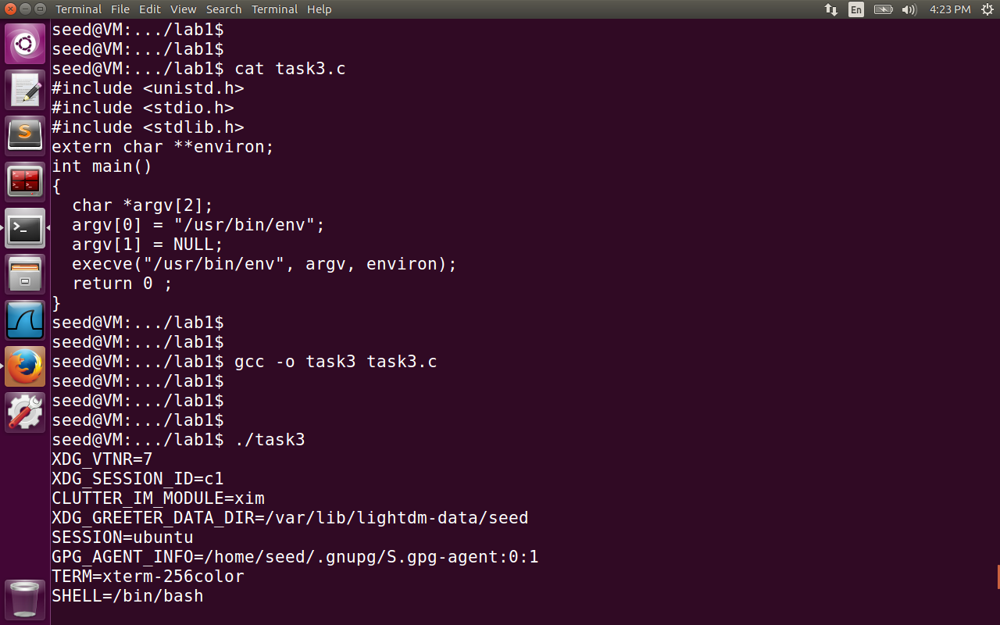 Terminal File Edit View Search Terminal Help En 4:23 PM
seed@VM:.../lab1$
seed@VM:.../lab1$
seed@VM:.../lab1$ cat task3.c
#include <unistd.h>
#include <stdio.h>
#include <stdlib.h>
extern char **environ;
int main()
{
  char *argv[2];
  argv[0] = "/usr/bin/env";
  argv[1] = NULL;
  execve("/usr/bin/env", argv, environ);
  return 0 ;
}
seed@VM:.../lab1$
seed@VM:.../lab1$
seed@VM:.../lab1$ gcc -o task3 task3.c
seed@VM:.../lab1$
seed@VM:.../lab1$
seed@VM:.../lab1$
seed@VM:.../lab1$ ./task3
XDG_VTNR=7
XDG_SESSION_ID=c1
CLUTTER_IM_MODULE=xim
XDG_GREETER_DATA_DIR=/var/lib/lightdm-data/seed
SESSION=ubuntu
GPG_AGENT_INFO=/home/seed/.gnupg/S.gpg-agent:0:1
TERM=xterm-256color
SHELL=/bin/bash